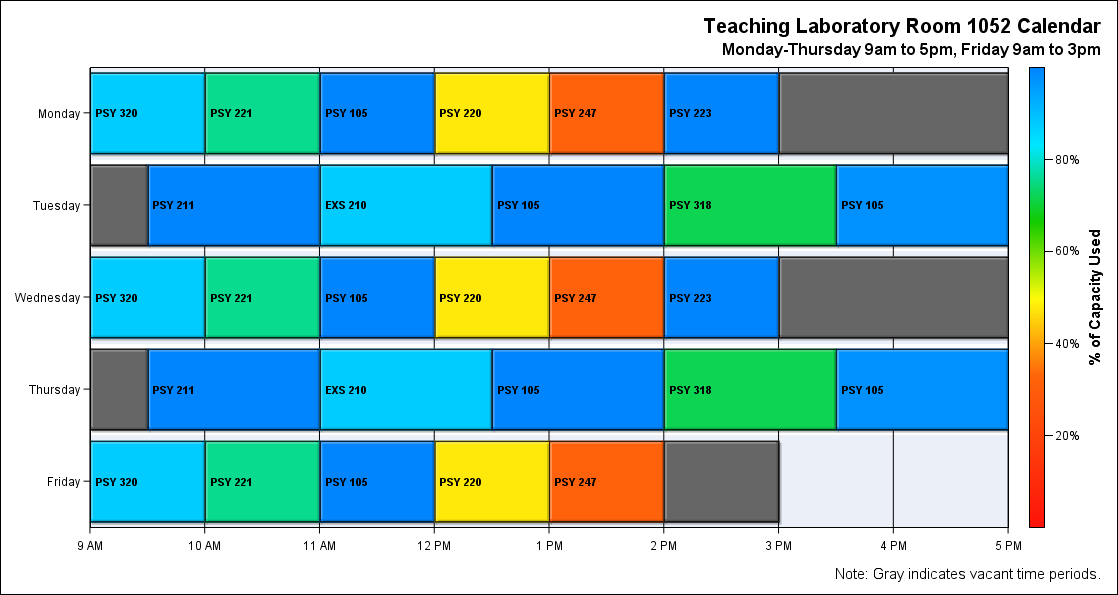 Teaching Laboratory Room 1052 Calendar
Monday-Thursday 9am to 5pm, Friday 9am to 3pm
Monday
PSY 320
PSY 221
PSY 105
PSY 220
PSY 247
PSY 223
Tuesday
PSY 211
EXS 210
PSY 105
PSY 318
PSY 105
Wednesday
PSY 320
PSY 221
PSY 105
PSY 220
PSY 247
PSY 223
Thursday
PSY 211
EXS 210
PSY 105
PSY 318
PSY 105
Friday
PSY 320
PSY 221
PSY 105
PSY 220
PSY 247
9 AM
10 AM
11 AM
12 PM
1 PM
2 PM
3 PM
4 PM
5 PM
80%
60%
40%
20%
% of Capacity Used
Note: Gray indicates vacant time periods.